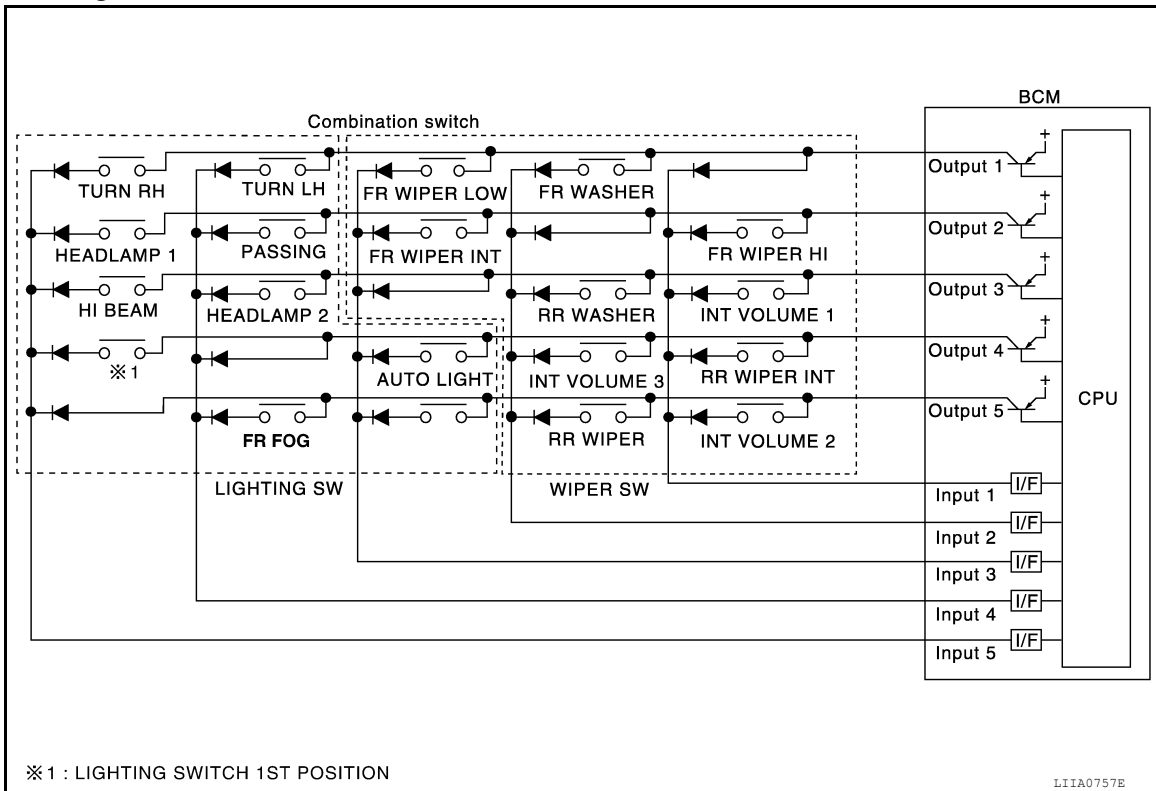 BCM
Combination switch
Output 1
TURN RH
TURN LH
FR WIPER LOW
FR WASHER
Output 2
HEADLAMP 1
PASSING
FR WIPER INT
FR WIPER HI
Output 3
HI BEAM
HEADLAMP 2
RR WASHER
INT VOLUME 1
Output 4
※1
AUTO LIGHT
INT VOLUME 3
RR WIPER INT
CPU
Output 5
FR FOG
RR WIPER
INT VOLUME 2
LIGHTING SW
WIPER SW
Input 1
I/F
Input 2
I/F
Input 3
I/F
Input 4
I/F
Input 5
I/F
※1 : LIGHTING SWITCH 1ST POSITION
LIIA0757E